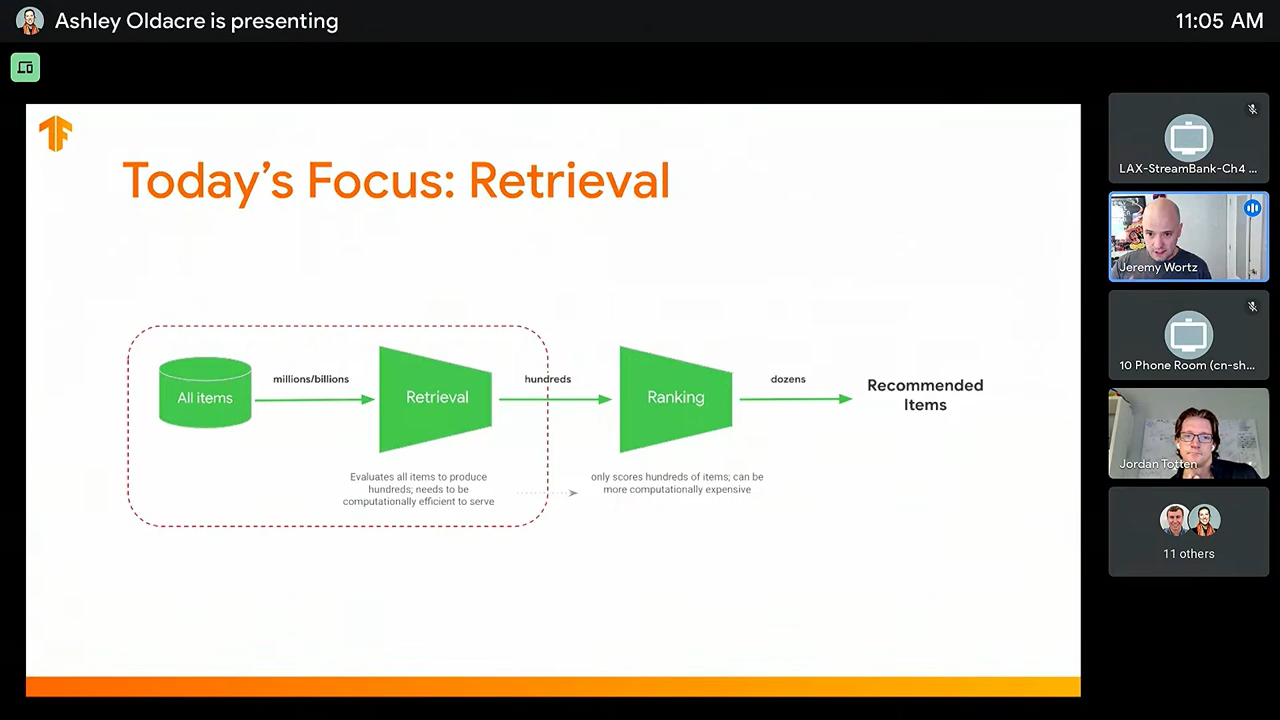 Ashley Oldacre is presenting
11:05 AM
Today's Focus: Retrieval
All items
millions/billions
Retrieval
hundreds
Ranking
dozens
Recommended
Items
Evaluates all items to produce
hundreds; needs to be
computationally efficient to serve
only scores hundreds of items; can be
more computationally expensive
LAX-StreamBank-Ch4 ...
Jeremy Wortz
10 Phone Room (cn-sh...
Jordan Totten
11 others